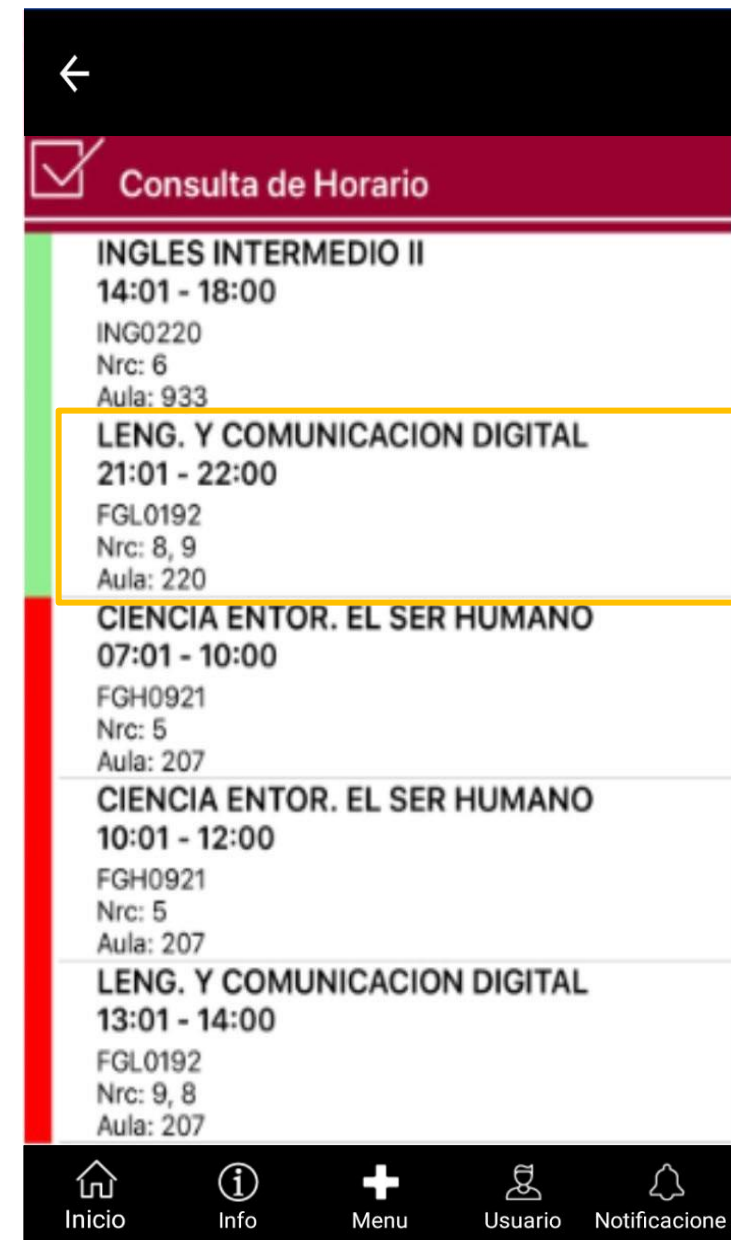 Consulta de Horario
INGLES INTERMEDIO II
14:01 - 18:00
ING0220
Nrc: 6
Aula: 933
LENG. Y COMUNICACION DIGITAL
21:01 - 22:00
FGL0192
Nrc: 8, 9
Aula: 220
CIENCIA ENTOR. EL SER HUMANO
07:01 - 10:00
FGH0921
Nrc: 5
Aula: 207
CIENCIA ENTOR. EL SER HUMANO
10:01 - 12:00
FGH0921
Nrc: 5
Aula: 207
LENG. Y COMUNICACION DIGITAL
13:01 - 14:00
FGL0192
Nrc: 9, 8
Aula: 207
Inicio Info Menu Usuario Notificacione